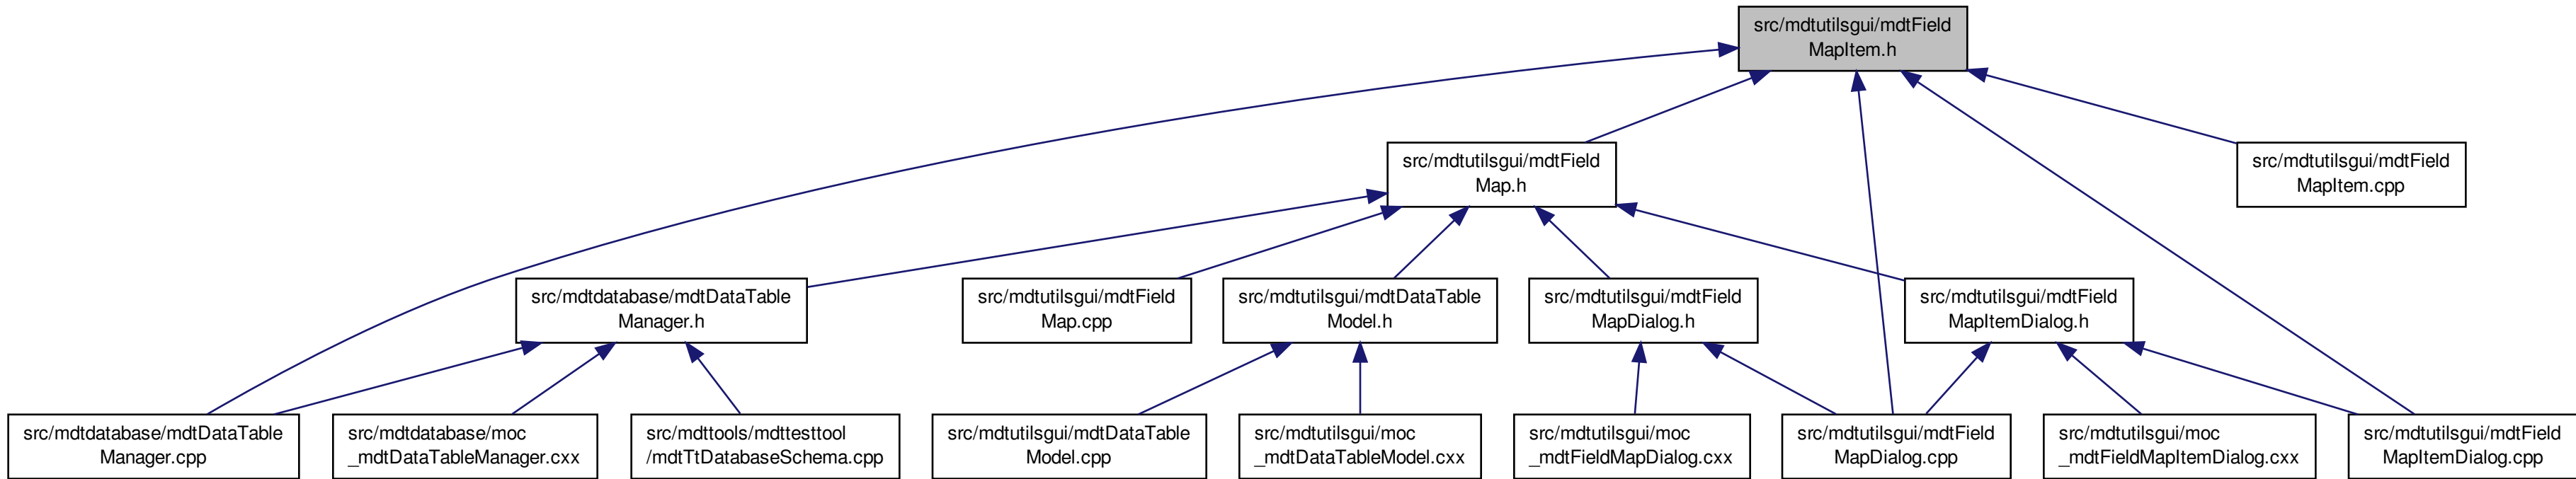 src/mdtutilsgui/mdtField
MapItem.h
src/mdtutilsgui/mdtField
Map.h
src/mdtutilsgui/mdtField
MapItem.cpp
src/mdtdatabase/mdtDataTable
Manager.h
src/mdtutilsgui/mdtField
Map.cpp
src/mdtutilsgui/mdtDataTable
Model.h
src/mdtutilsgui/mdtField
MapDialog.h
src/mdtutilsgui/mdtField
MapItemDialog.h
src/mdtdatabase/mdtDataTable
Manager.cpp
src/mdtdatabase/moc
_mdtDataTableManager.cxx
src/mdttools/mdttesttool
/mdtTtDatabaseSchema.cpp
src/mdtutilsgui/mdtDataTable
Model.cpp
src/mdtutilsgui/moc
_mdtDataTableModel.cxx
src/mdtutilsgui/moc
_mdtFieldMapDialog.cxx
src/mdtutilsgui/mdtField
MapDialog.cpp
src/mdtutilsgui/moc
_mdtFieldMapItemDialog.cxx
src/mdtutilsgui/mdtField
MapItemDialog.cpp